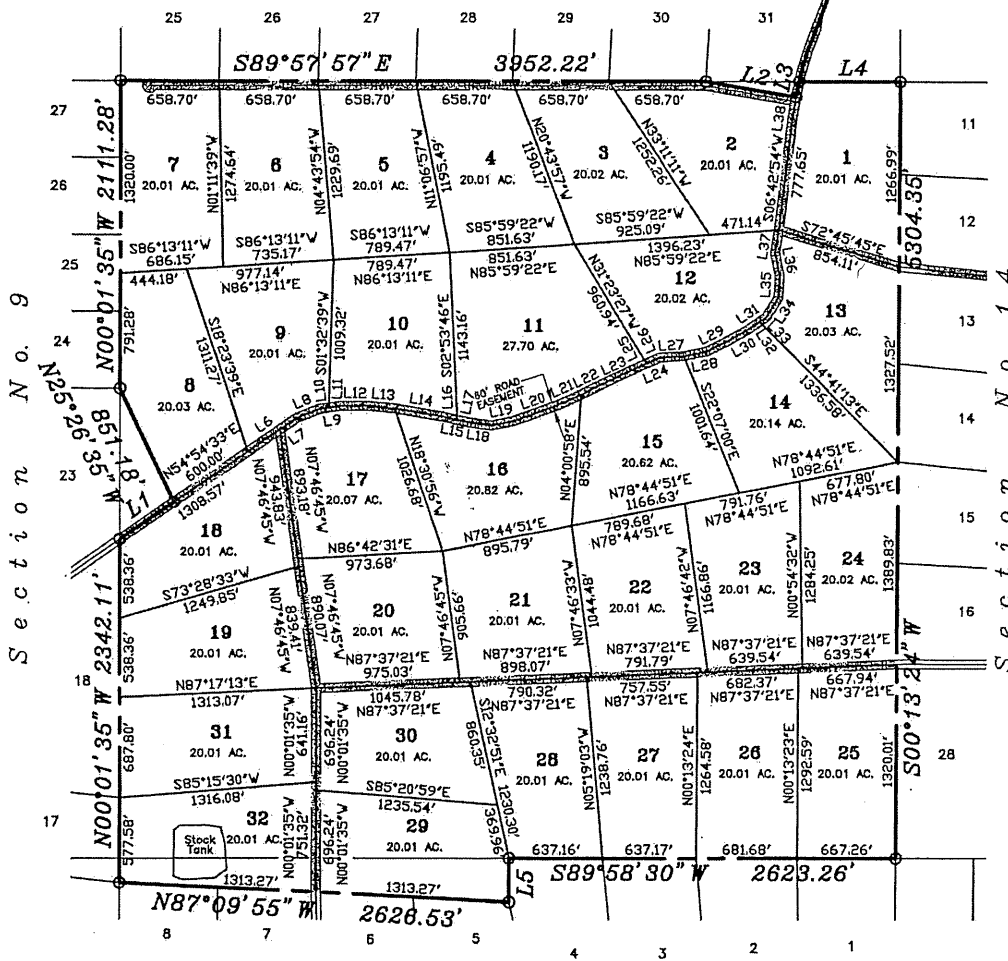 25 26 27 28 29 30 31
S89°57'57"E 3952.22' L2 L3 L4
658.70' 658.70' 658.70' 658.70' 658.70' 658.70' L38
27 26 25 24 23
11 12 13 14 15 16
N00°01'35"W 2111.28'
1320.00'
7
20.01 AC.
N01°11'39"W
1274.64'
6
20.01 AC.
N04°43'54"W
1229.69'
5
20.01 AC.
N11°06'57"W
1195.49'
4
20.01 AC.
N20°43'57"W
1190.17'
3
20.02 AC.
N33°11'11"W
1252.26'
2
20.01 AC.
S06°42'54"W
777.65'
1
20.01 AC.
1266.99'
5304.35'
S86°13'11"W
686.15'
S86°13'11"W
735.17'
S86°13'11"W
789.47'
S85°59'22"W
851.63'
S85°59'22"W
925.09'
471.14'
L37
L36
S72°45'45"E
854.11'
444.18'
977.14'
N86°13'11"E
789.47'
N86°13'11"E
851.63'
N85°59'22"E
1396.23'
N85°59'22"E
791.28'
8
20.03 AC.
S18°23'39"E
1311.27'
9
20.01 AC.
S01°32'39"W
1009.32'
10
20.01 AC.
S02°53'46"E
1143.16'
11
27.70 AC.
N31°23'27"W
960.94'
12
20.02 AC.
L35
L34
L33
L32
L31
L30
L29
L28
L27
L26
L25
L24
L23
L22
L21
L20
L19
60' ROAD
EASEMENT
13
20.03 AC.
1327.52'
S44°41'13"E
1336.58'
Section No. 9
N25°26'35"W
851.18'
L1
N54°54'33"E
600.00'
1308.57'
L6
L7
L8
L9
L10
L11
L12
L13
L14
L15
L16
L17
L18
14
20.14 AC.
S22°07'00"E
1001.64'
15
20.62 AC.
N04°00'58"E
895.54'
16
20.82 AC.
N18°30'56"W
1026.68'
17
20.07 AC.
N07°46'45"W
893.18'
N07°46'45"W
943.83'
18
20.01 AC.
538.36'
N86°42'31"E
973.68'
N78°44'51"E
895.79'
N78°44'51"E
1166.63'
789.68'
N78°44'51"E
791.76'
N78°44'51"E
N78°44'51"E
1092.61'
677.80'
N78°44'51"E
S73°28'33"W
1249.85'
N00°01'35"W 2342.11'
19
20.01 AC.
538.36'
N07°46'45"W
839.41'
N07°46'45"W
890.07'
20
20.01 AC.
N07°46'45"W
905.66'
21
20.01 AC.
N07°46'33"W
1044.48'
22
20.01 AC.
N07°46'42"W
1166.86'
23
20.01 AC.
N00°54'32"W
1284.25'
24
20.02 AC.
1389.83'
18
N87°17'13"E
1313.07'
N87°37'21"E
975.03'
N87°37'21"E
898.07'
N87°37'21"E
791.79'
N87°37'21"E
639.54'
N87°37'21"E
639.54'
1045.78'
N87°37'21"E
790.32'
N87°37'21"E
757.55'
N87°37'21"E
682.37'
N87°37'21"E
667.94'
N87°37'21"E
S00°13'24"W
31
20.01 AC.
687.80'
N00°01'35"W
641.16'
N00°01'35"W
696.24'
30
20.01 AC.
S12°32'51"E 1230.30'
860.35'
369.96'
28
20.01 AC.
N05°19'03"W
1238.76'
27
20.01 AC.
N00°13'24"E
1264.58'
26
20.01 AC.
N00°13'23"E
1292.59'
25
20.01 AC.
1320.01'
28
S85°15'30"W
1316.08'
S85°20'59"E
1235.54'
17
577.58'
32
20.01 AC.
Stock
Tank
N00°01'35"W
751.32'
N00°01'35"W
696.24'
29
20.01 AC.
637.16' 637.17' 681.68' 667.26'
S89°58'30"W 2623.26'
L5
1313.27' 1313.27'
N87°09'55"W 2626.53'
8 7 6 5 4 3 2 1